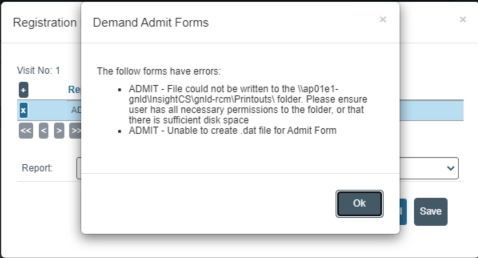 Registration
Demand Admit Forms
×
×
Visit No: 1
The follow forms have errors:
+
Re
• ADMIT - File could not be written to the \\ap01e1-
gnld\InsightCS\gnld-rcm\Printouts\ folder. Please ensure
user has all necessary permissions to the folder, or that
there is sufficient disk space
x
AD
• ADMIT - Unable to create .dat file for Admit Form
<< < > >>
Report:
Ok
Save